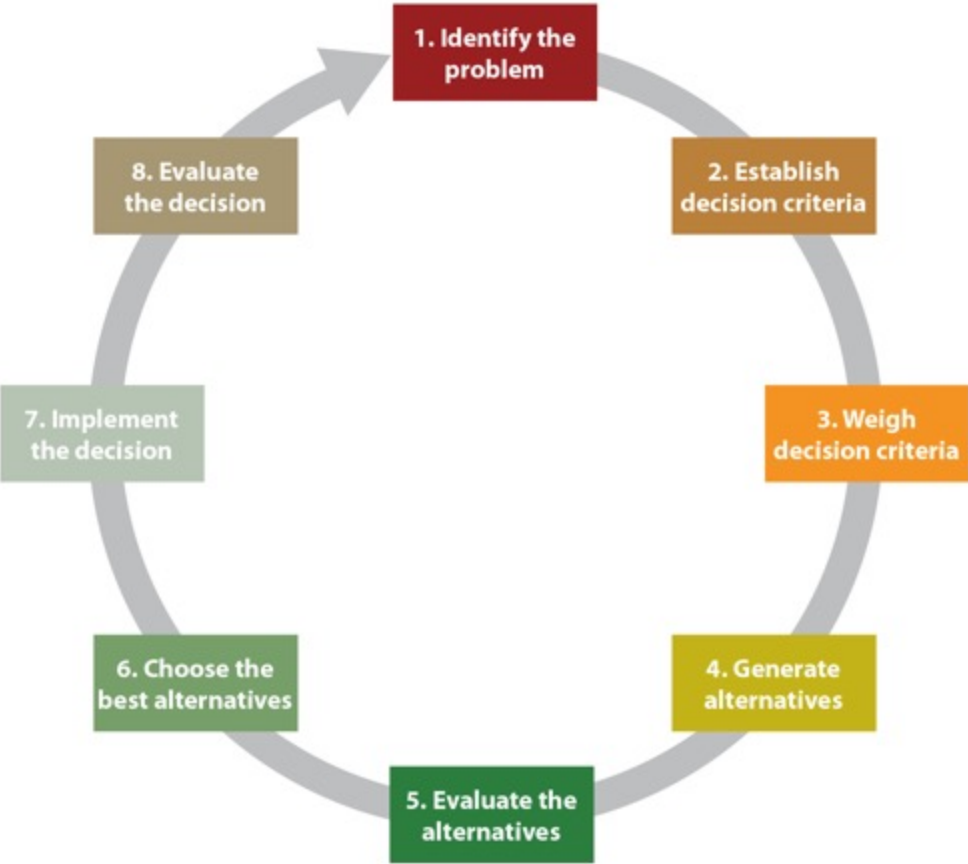 1. Identify the
problem
2. Establish
decision criteria
3. Weigh
decision criteria
4. Generate
alternatives
5. Evaluate the
alternatives
6. Choose the
best alternatives
7. Implement
the decision
8. Evaluate
the decision